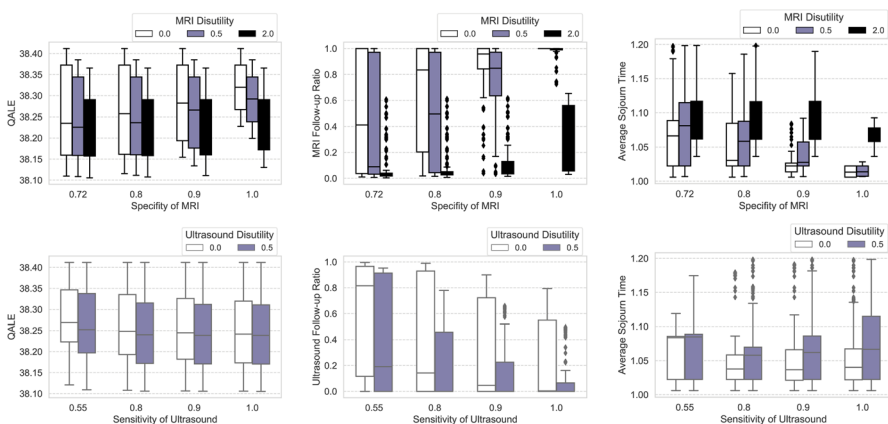 MRI Disutility
0.0 0.5 2.0
QALE
38.40
38.35
38.30
38.25
38.20
38.15
38.10
0.72 0.8 0.9 1.0
Specifity of MRI
MRI Disutility
0.0 0.5 2.0
MRI Follow-up Ratio
1.0
0.8
0.6
0.4
0.2
0.0
0.72 0.8 0.9 1.0
Specifity of MRI
MRI Disutility
0.0 0.5 2.0
Average Sojourn Time
1.20
1.15
1.10
1.05
1.00
0.72 0.8 0.9 1.0
Specifity of MRI
Ultrasound Disutility
0.0 0.5
QALE
38.40
38.35
38.30
38.25
38.20
38.15
38.10
0.55 0.8 0.9 1.0
Sensitivity of Ultrasound
Ultrasound Disutility
0.0 0.5
Ultrasound Follow-up Ratio
1.0
0.8
0.6
0.4
0.2
0.0
0.55 0.8 0.9 1.0
Sensitivity of Ultrasound
Ultrasound Disutility
0.0 0.5
Average Sojourn Time
1.20
1.15
1.10
1.05
1.00
0.55 0.8 0.9 1.0
Sensitivity of Ultrasound